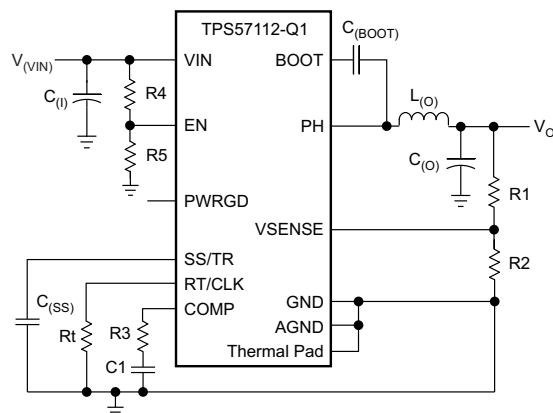 TPS57112-Q1
C(BOOT)
V(VIN)
VIN
BOOT
C(I)
R4
L(O)
EN
PH
VO
R5
C(O)
R1
PWRGD
VSENSE
R2
SS/TR
RT/CLK
C(SS)
GND
COMP
Rt
R3
AGND
C1
Thermal Pad